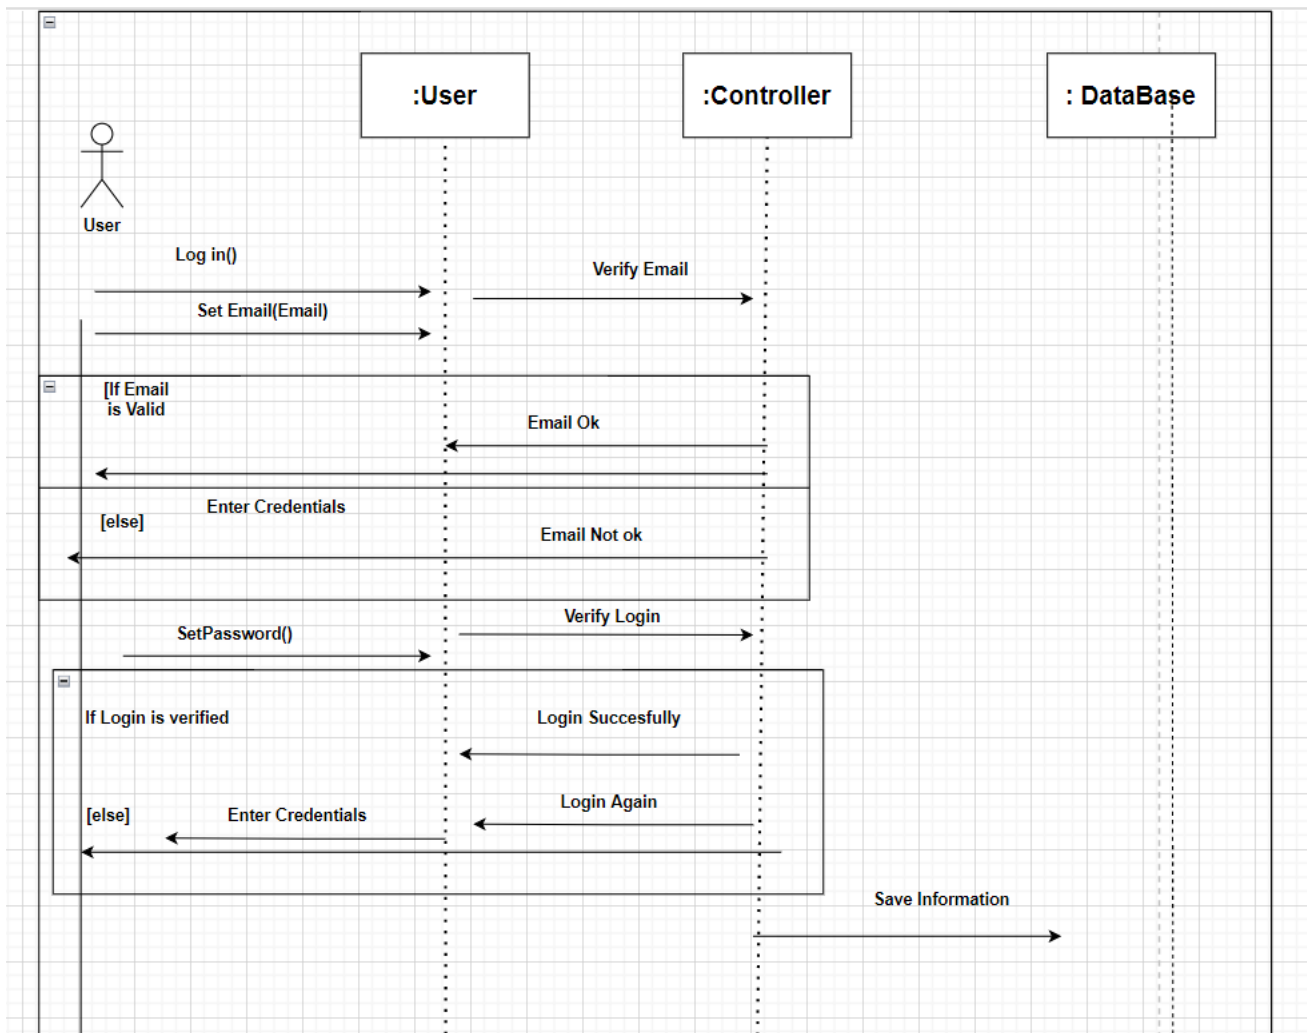 :User
:Controller
: DataBase
User
Log in()
Verify Email
Set Email(Email)
[If Email
is Valid
Email Ok
Enter Credentials
[else]
Email Not ok
Verify Login
SetPassword()
If Login is verified
Login Succesfully
Login Again
[else]
Enter Credentials
Save Information